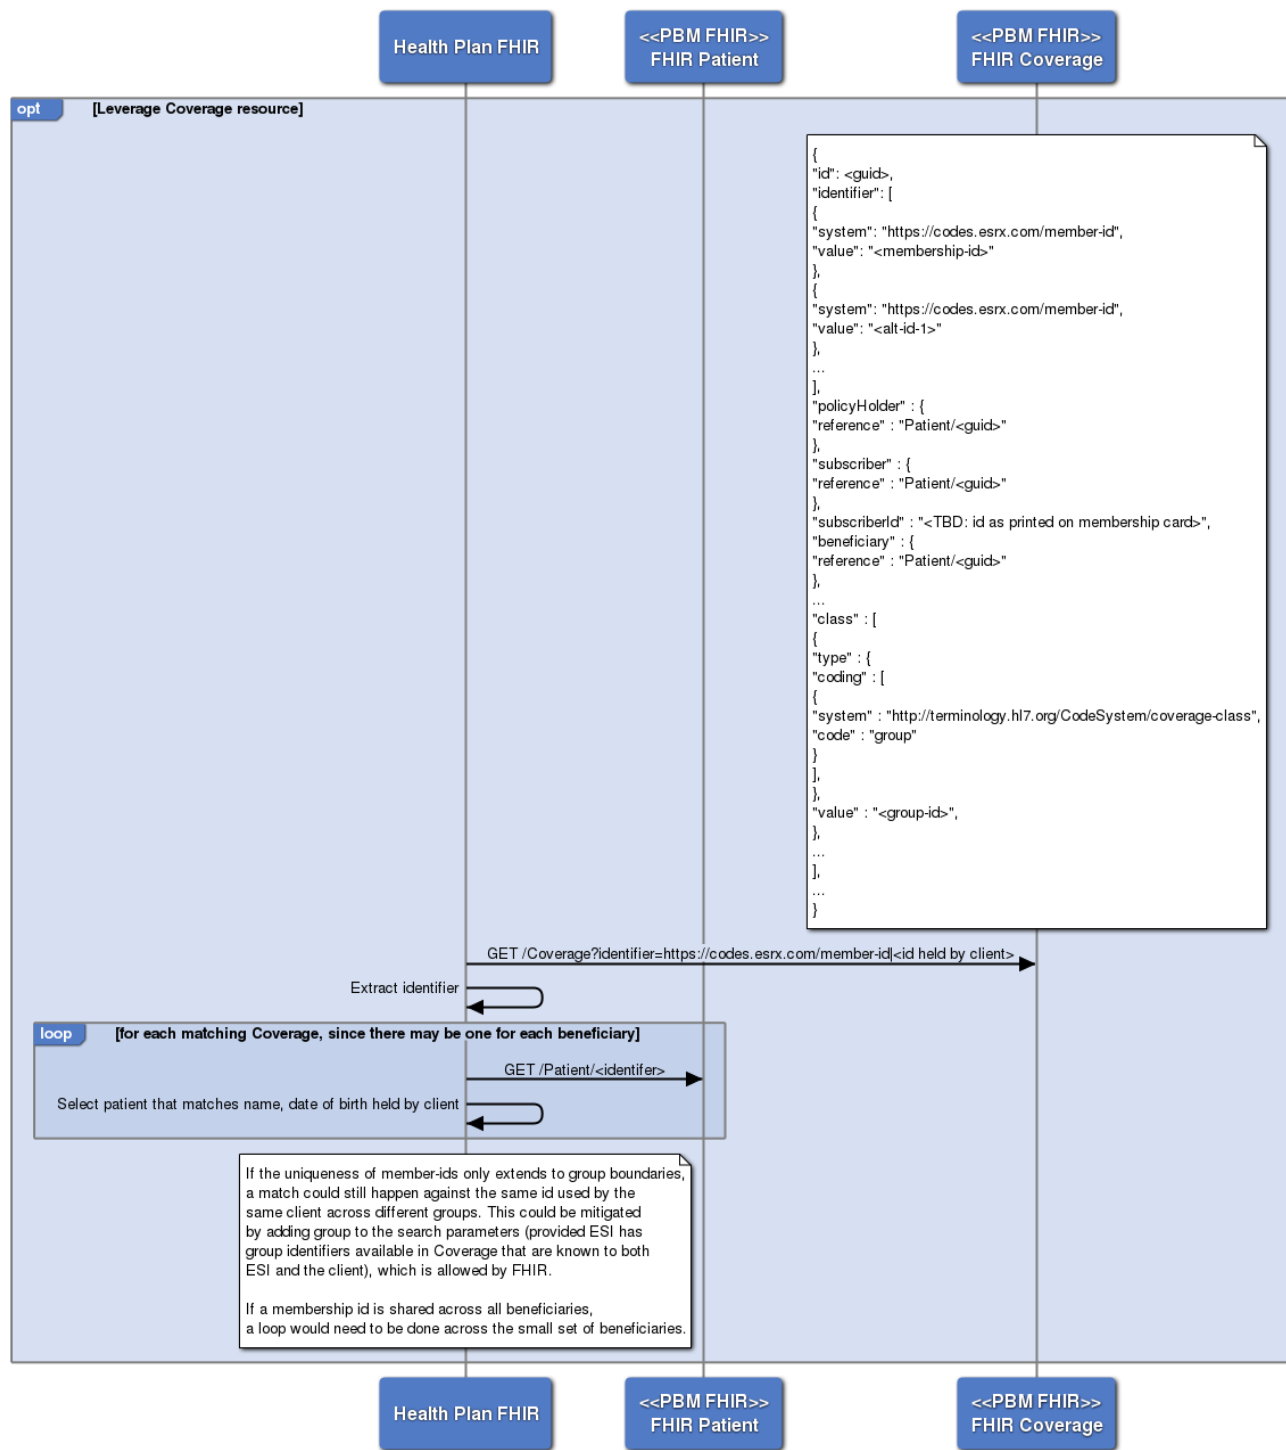 Health Plan FHIR
<<PBM FHIR>>
FHIR Patient
<<PBM FHIR>>
FHIR Coverage
opt
[Leverage Coverage resource]
{
"id": <guid>,
"identifier": [
{
"system": "https://codes.esrx.com/member-id",
"value": "<membership-id>"
},
{
"system": "https://codes.esrx.com/member-id",
"value": "<alt-id-1>"
},
...
],
"policyHolder" : {
"reference" : "Patient/<guid>"
},
"subscriber" : {
"reference" : "Patient/<guid>"
},
"subscriberId" : "<TBD: id as printed on membership card>",
"beneficiary" : {
"reference" : "Patient/<guid>"
},
...
"class" : [
{
"type" : {
"coding" : [
{
"system" : "http://terminology.hl7.org/CodeSystem/coverage-class",
"code" : "group"
}
],
},
"value" : "<group-id>",
},
...
],
...
}
GET /Coverage?identifier=https://codes.esrx.com/member-id|<id held by client>
Extract identifier
loop
[for each matching Coverage, since there may be one for each beneficiary]
GET /Patient/<identifer>
Select patient that matches name, date of birth held by client
If the uniqueness of member-ids only extends to group boundaries,
a match could still happen against the same id used by the
same client across different groups. This could be mitigated
by adding group to the search parameters (provided ESI has
group identifiers available in Coverage that are known to both
ESI and the client), which is allowed by FHIR.
If a membership id is shared across all beneficiaries,
a loop would need to be done across the small set of beneficiaries.
Health Plan FHIR
<<PBM FHIR>>
FHIR Patient
<<PBM FHIR>>
FHIR Coverage